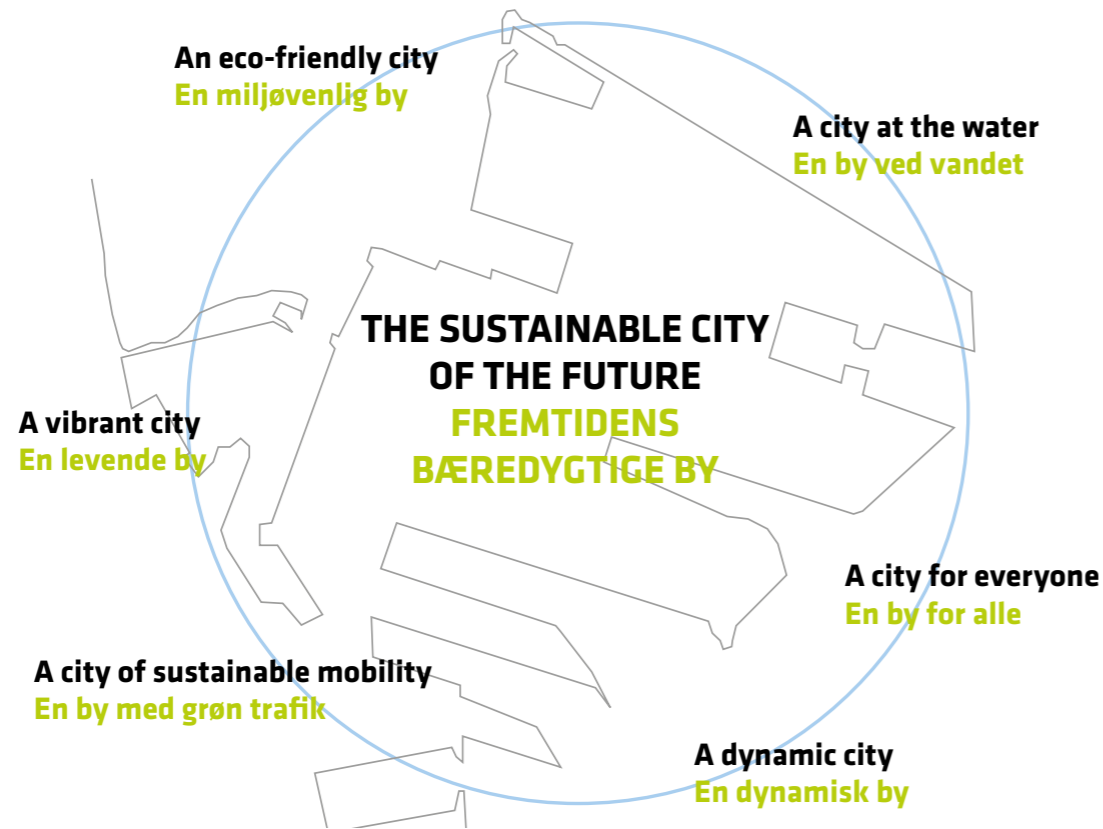 An eco-friendly city
En miljøvenlig by
A city at the water
En by ved vandet
THE SUSTAINABLE CITY
OF THE FUTURE
FREMTIDENS
BÆREDYGTIGE BY
A vibrant city
En levende by
A city for everyone
En by for alle
A city of sustainable mobility
En by med grøn trafik
A dynamic city
En dynamisk by